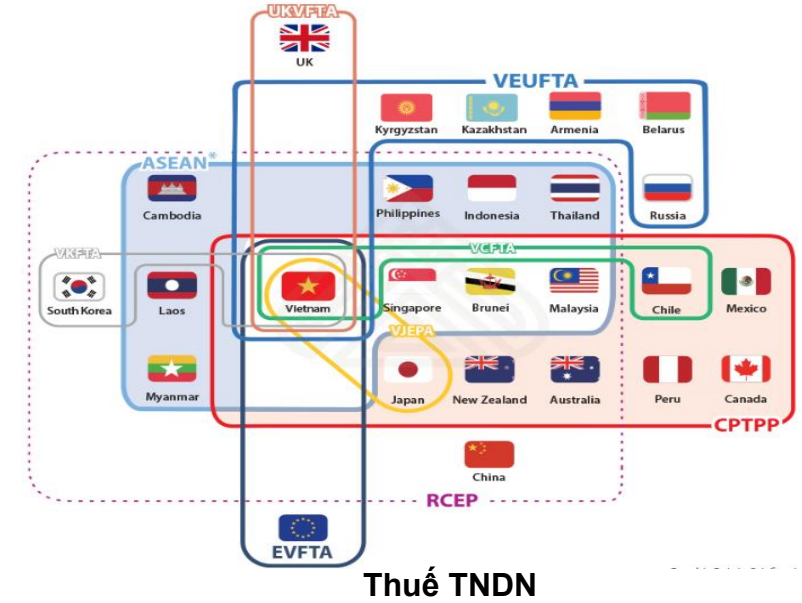 UKVFTA
UK
VEUFTA
Kyrgyzstan Kazakhstan Armenia Belarus
ASEAN*
Cambodia Philippines Indonesia Thailand Russia
VKFTA VCFTA
South Korea Laos Vietnam Singapore Brunei Malaysia Chile Mexico
VJEPA
Myanmar Japan New Zealand Australia Peru Canada
CPTPP
China
RCEP
EVFTA
Thuế TNDN